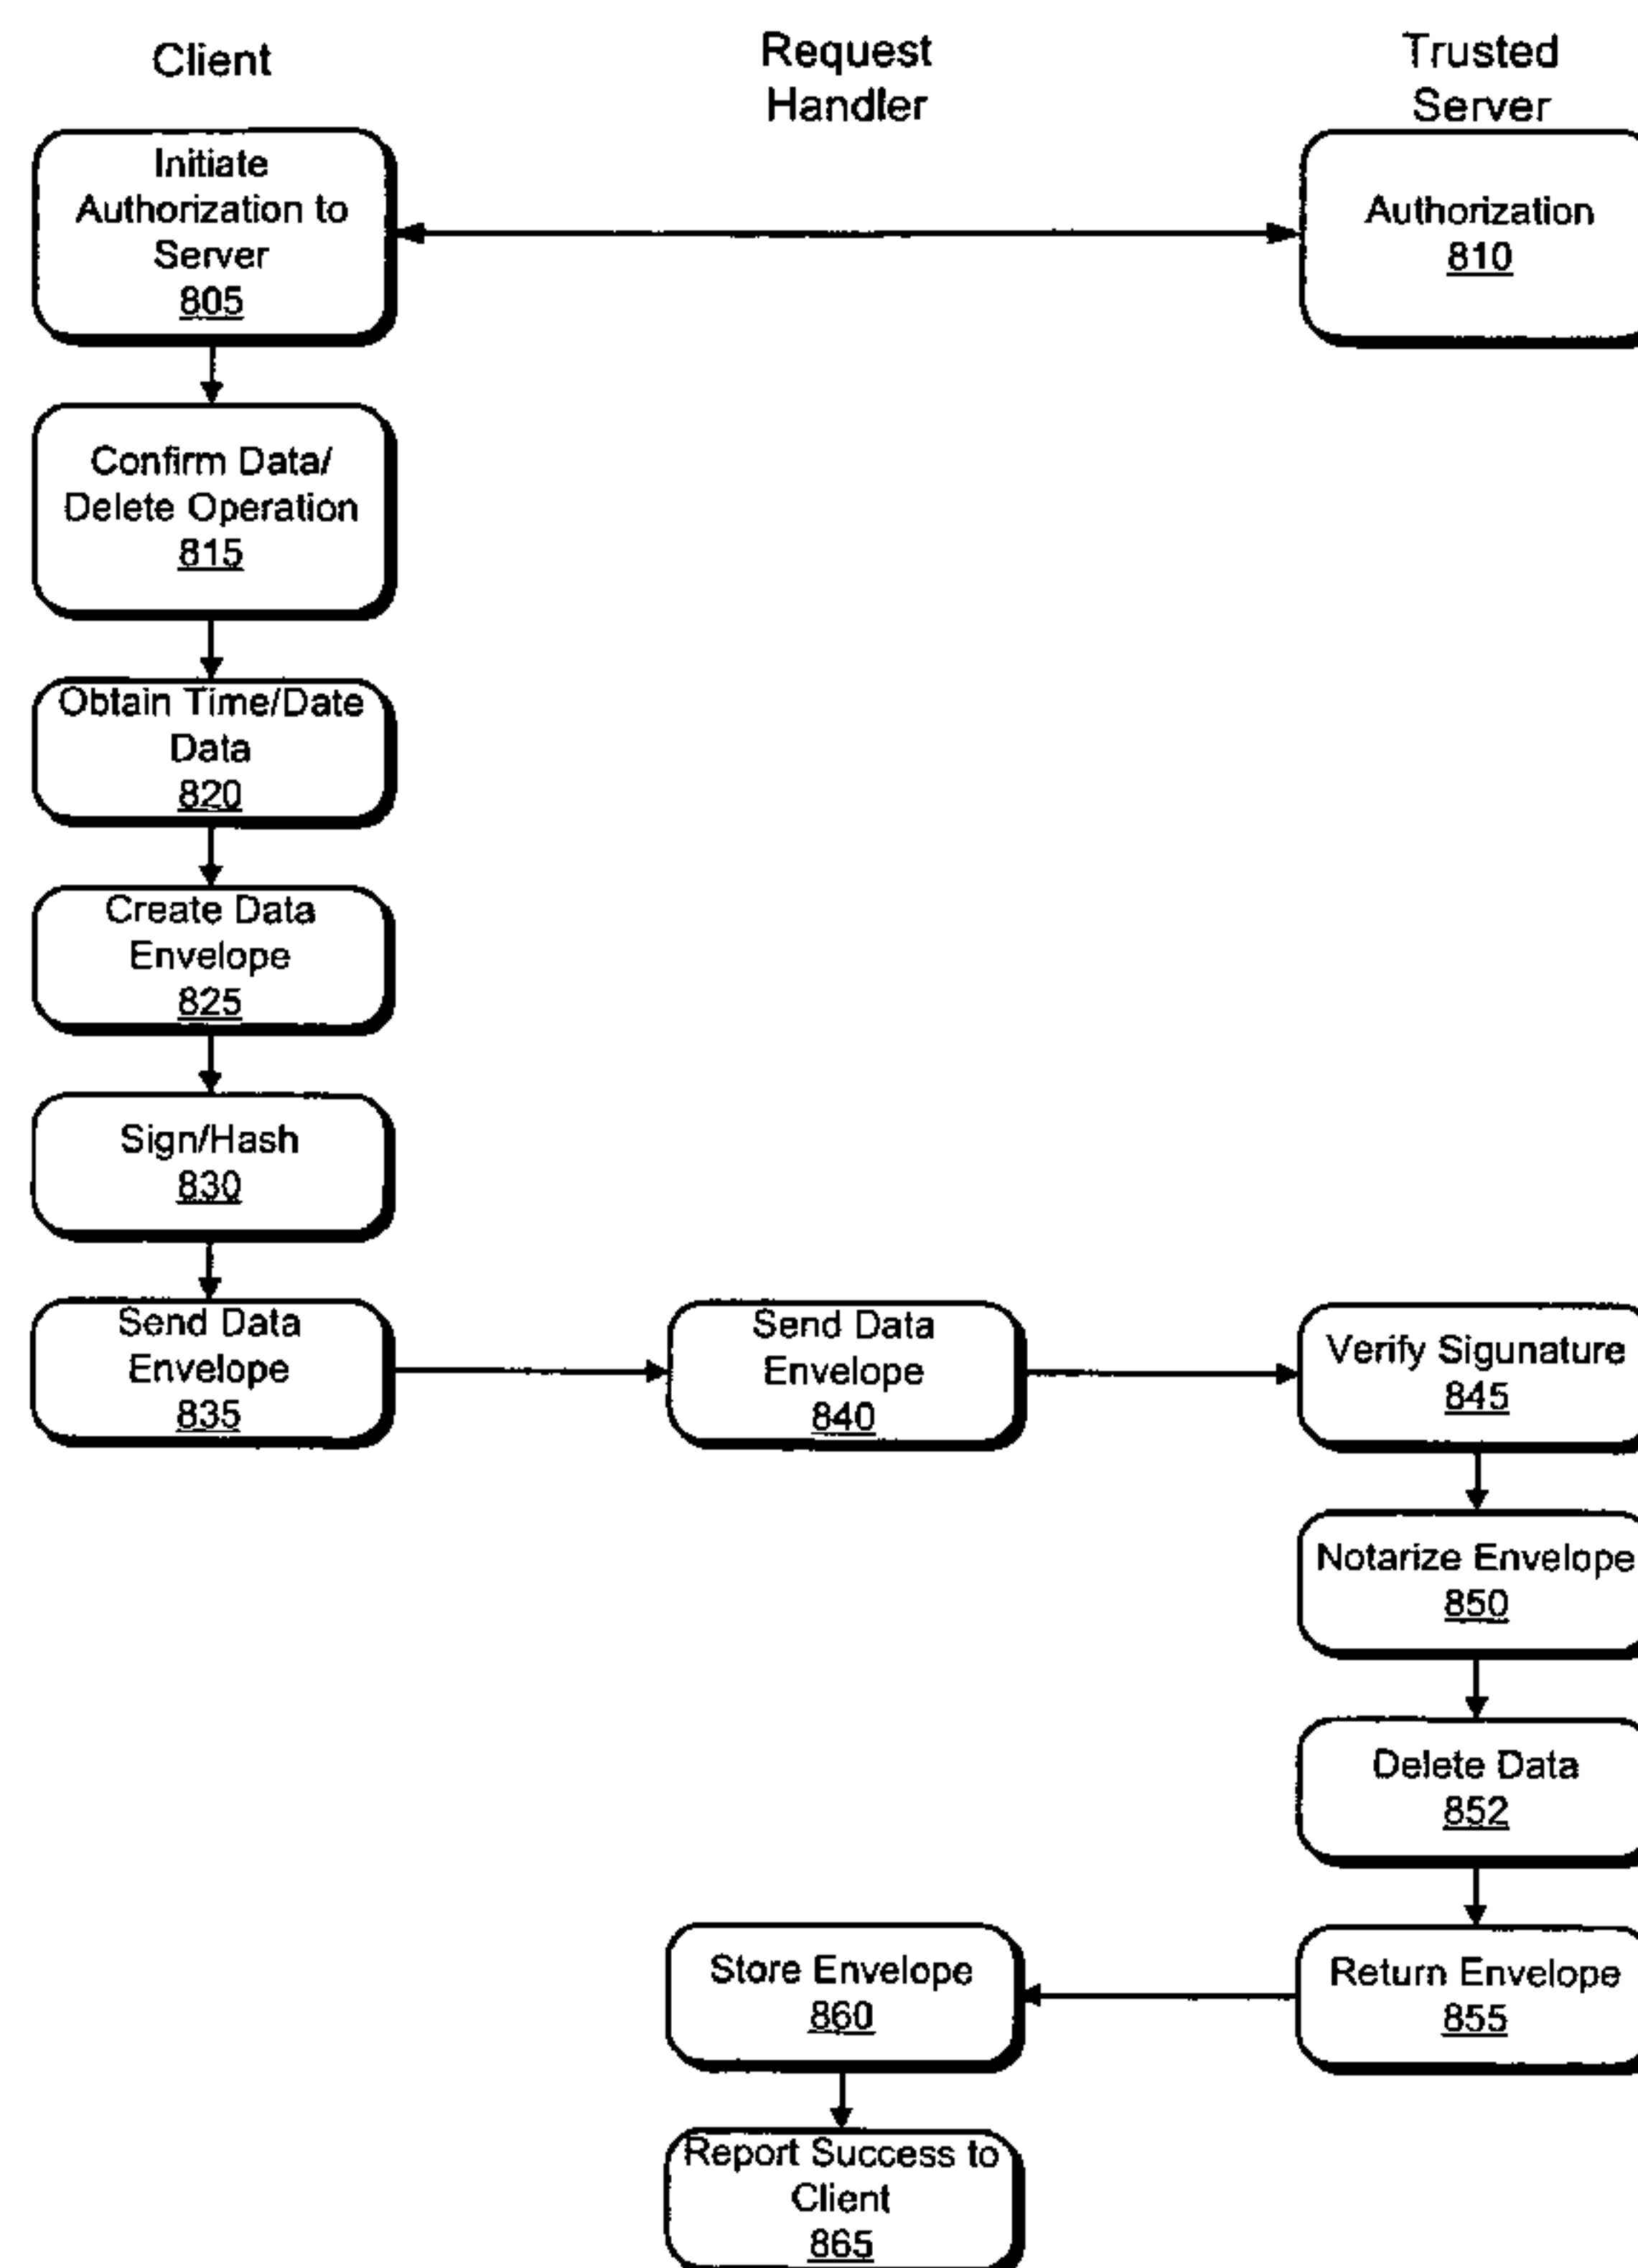 Client
Request
Handler
Trusted
Server
Initiate
Authorization to
Server
805
Authorization
810
Confirm Data/
Delete Operation
815
Obtain Time/Date
Data
820
Create Data
Envelope
825
Sign/Hash
830
Send Data
Envelope
835
Send Data
Envelope
840
Verify Sigunature
845
Notarize Envelope
850
Delete Data
852
Return Envelope
855
Store Envelope
860
Report Success to
Client
865